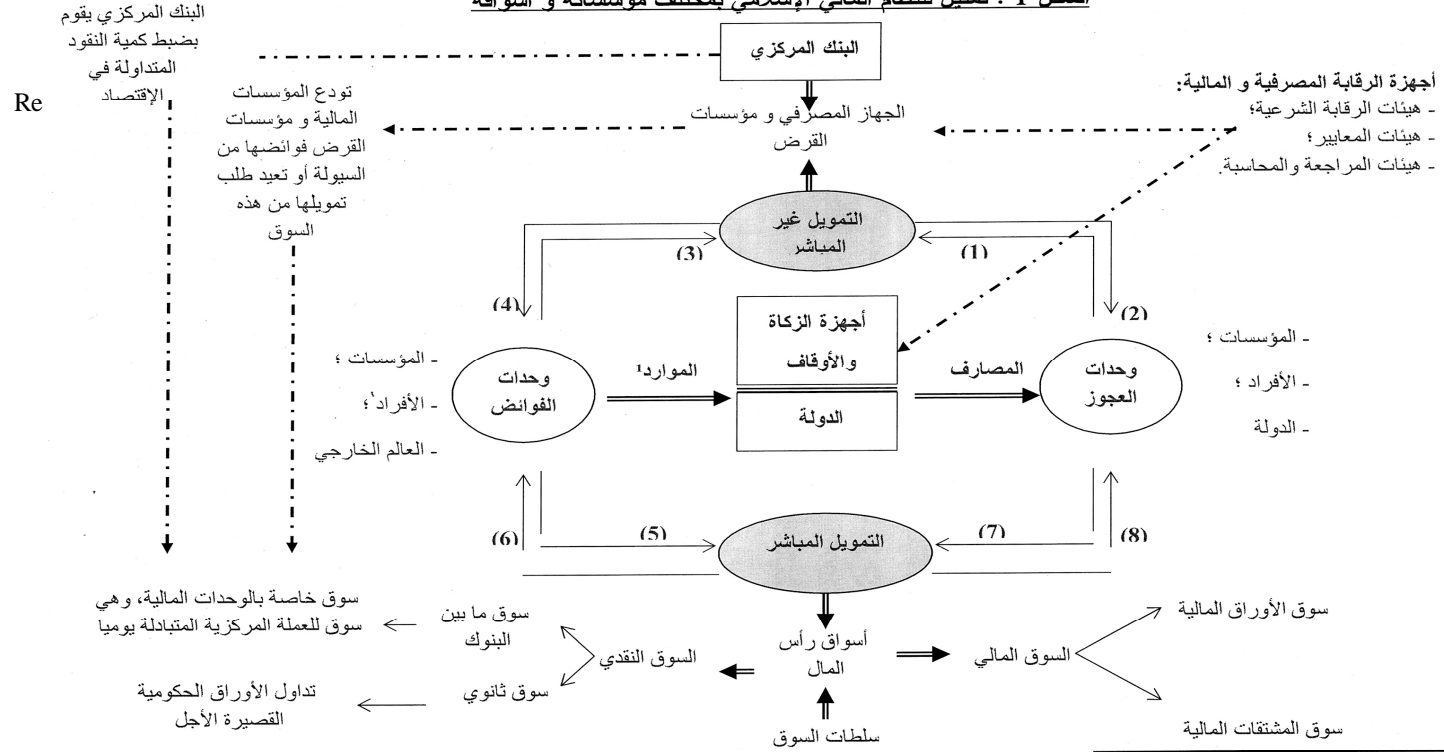 البنك المركزي يقوم
بضبط كمية النقود
المتداولة في
الإقتصاد
Re
تودع المؤسسات
المالية و مؤسسات
القرض فوائضها من
السيولة أو تعيد طلب
تمويلها من هذه
السوق
البنك المركزي
الجهاز المصرفي و مؤسسات
القرض
أجهزة الرقابة المصرفية و المالية:
- هيئات الرقابة الشرعية؛
- هيئات المعايير؛
- هيئات المراجعة والمحاسبة.
التمويل غير
المباشر
(1)
(3)
(2)
(4)
أجهزة الزكاة
والأوقاف
الدولة
- المؤسسات ؛
- الأفراد ؛
- الدولة
وحدات
العجوز
المصارف
الموارد¹
وحدات
الفوائض
- المؤسسات ؛
- الأفراد'؛
- العالم الخارجي
(8)
(7)
(5)
(6)
التمويل المباشر
أسواق رأس
المال
سلطات السوق
السوق المالي
سوق الأوراق المالية
سوق المشتقات المالية
السوق النقدي
سوق ما بين
البنوك
سوق خاصة بالوحدات المالية، وهي
سوق للعملة المركزية المتبادلة يوميا
سوق ثانوي
تداول الأوراق الحكومية
القصيرة الأجل